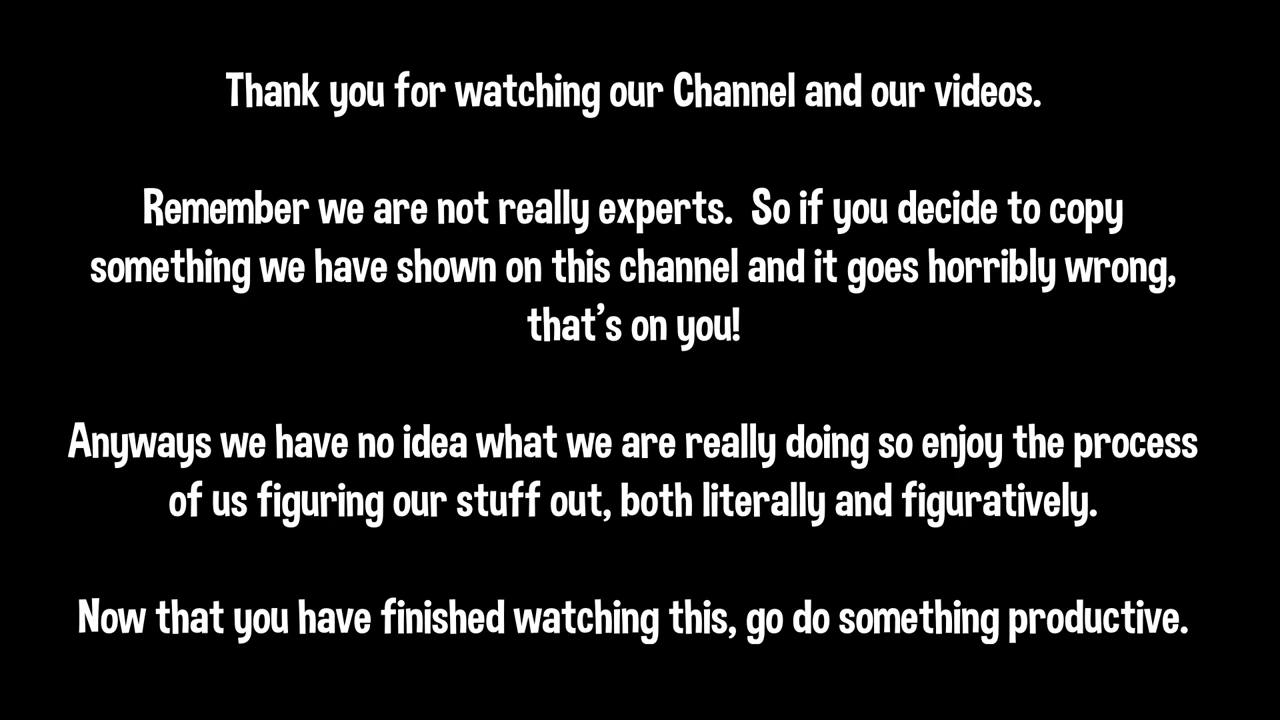 Thank you for watching our Channel and our videos.
Remember we are not really experts.  So if you decide to copy
something we have shown on this channel and it goes horribly wrong,
that's on you!
Anyways we have no idea what we are really doing so enjoy the process
of us figuring our stuff out, both literally and figuratively.
Now that you have finished watching this, go do something productive.